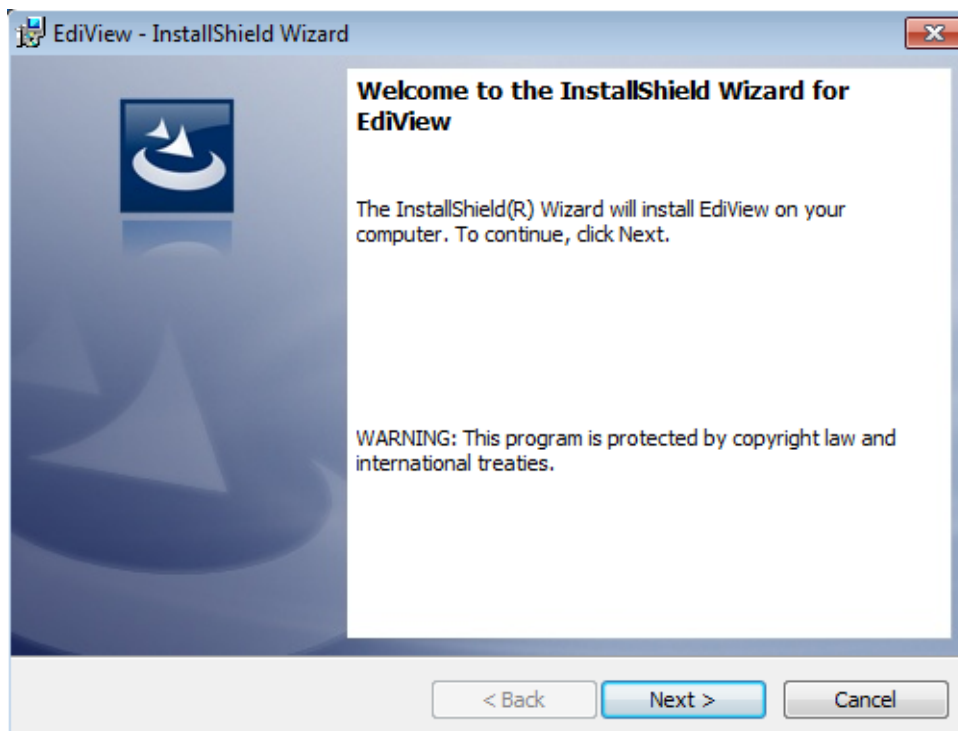 EdiView - InstallShield Wizard
Welcome to the InstallShield Wizard for
EdiView
The InstallShield(R) Wizard will install EdiView on your
computer. To continue, click Next.
WARNING: This program is protected by copyright law and
international treaties.
< Back
Next >
Cancel